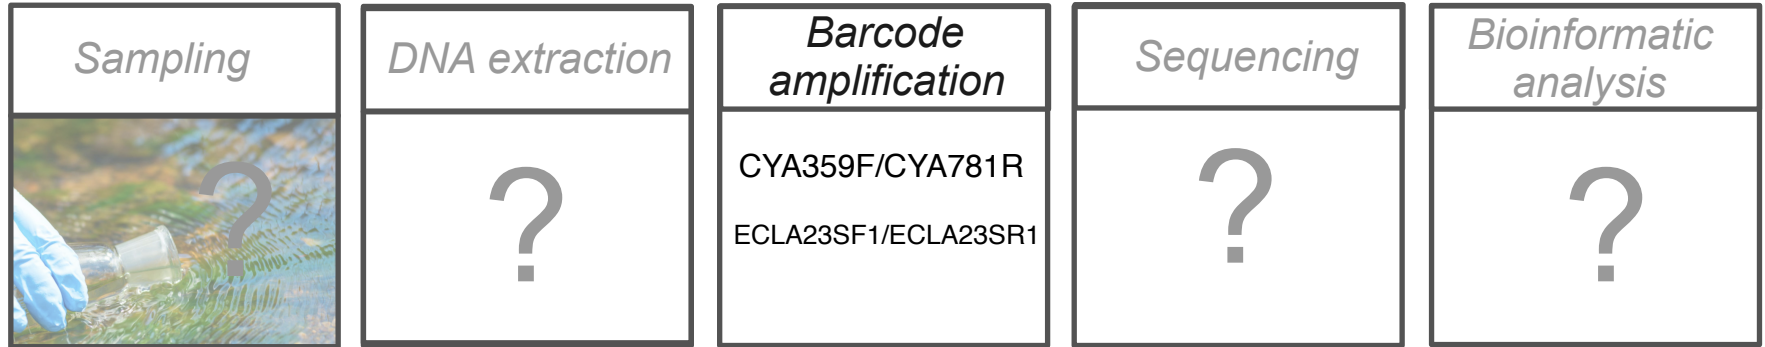 Sampling
DNA extraction
Barcode
amplification
Sequencing
Bioinformatic
analysis
?
?
CYA359F/CYA781R
ECLA23SF1/ECLA23SR1
?
?